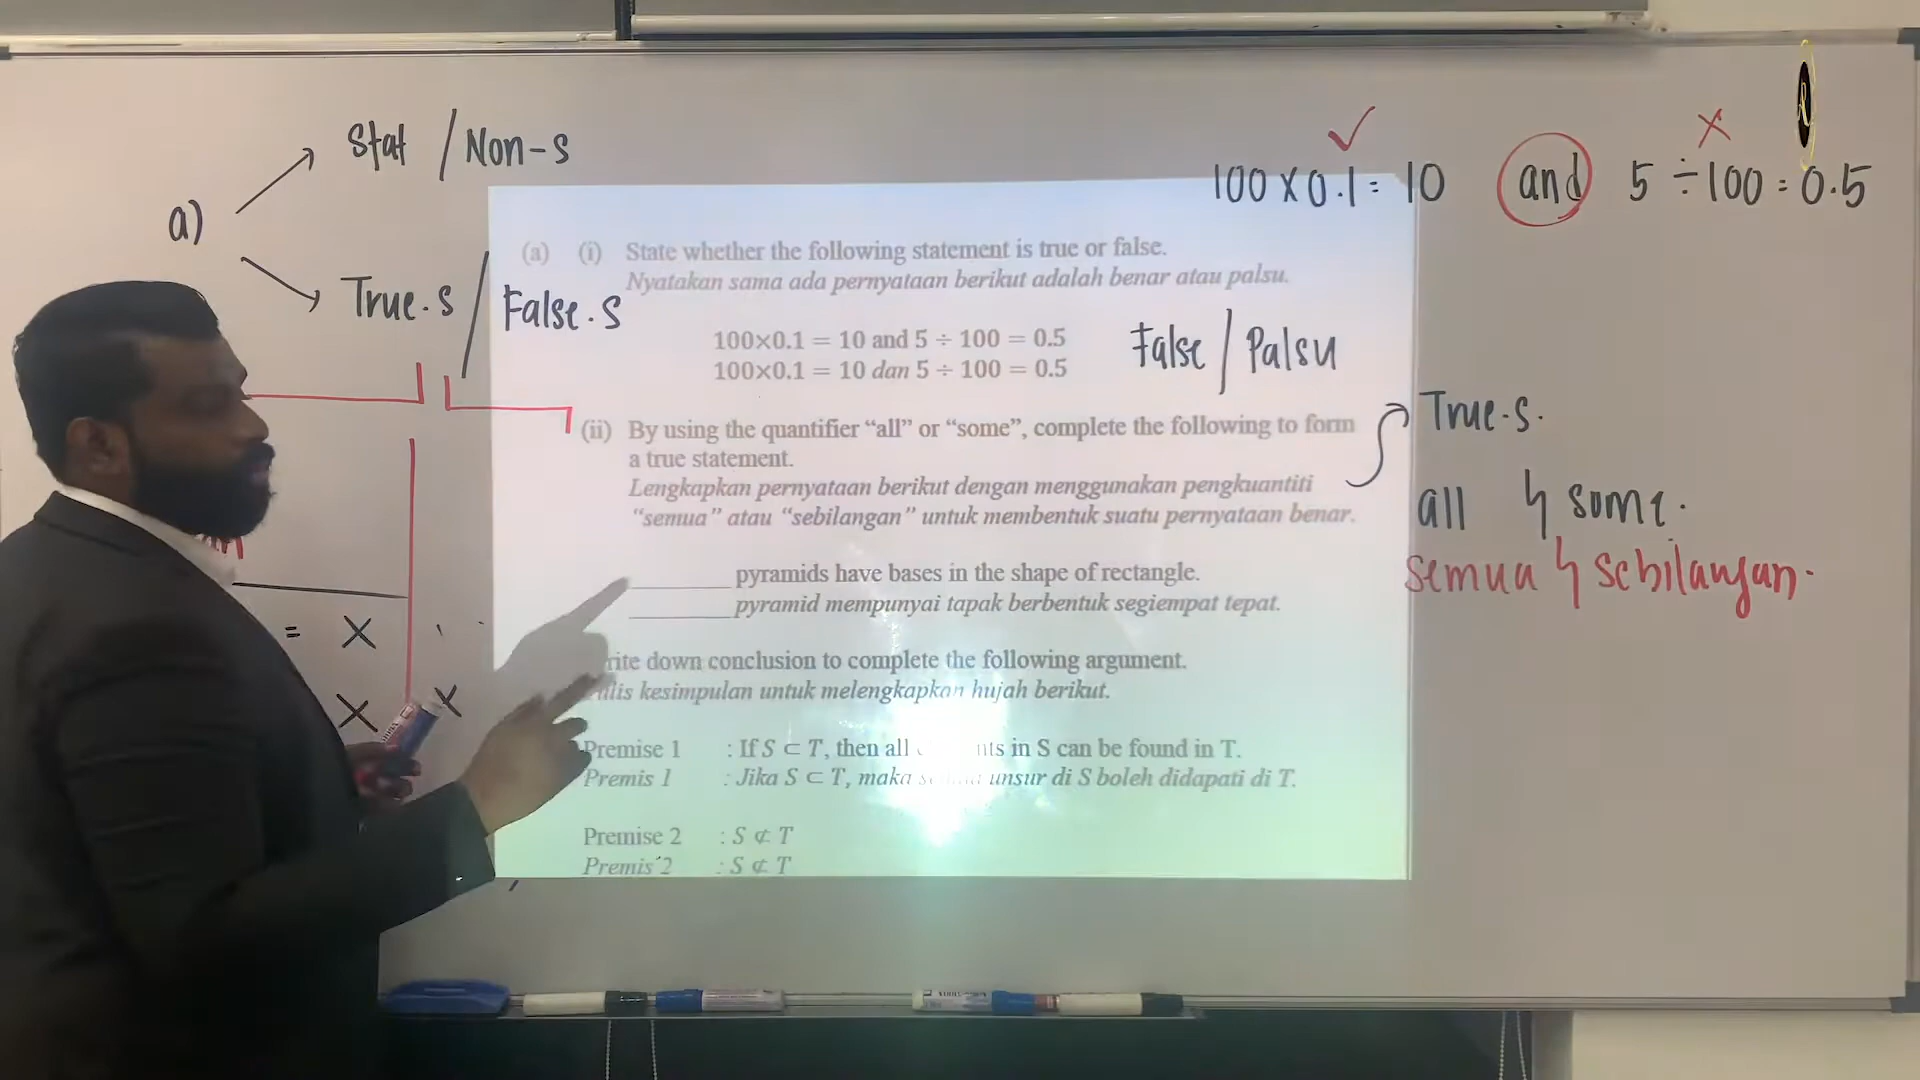 Stat / Non-s
a)
True.s / False.s
100 x 0.1 = 10 and 5 ÷ 100 = 0.5
(a) (i) State whether the following statement is true or false.
Nyatakan sama ada pernyataan berikut adalah benar atau palsu.
100×0.1 = 10 and 5 ÷ 100 = 0.5
100×0.1 = 10 dan 5 ÷ 100 = 0.5
False / Palsu
(ii) By using the quantifier “all” or “some”, complete the following to form
a true statement.
Lengkapkan pernyataan berikut dengan menggunakan pengkuantiti
“semua” atau “sebilangan” untuk membentuk suatu pernyataan benar.
True.s.
all some.
semua sebilangan.
________ pyramids have bases in the shape of rectangle.
________ pyramid mempunyai tapak berbentuk segiempat tepat.
= X
X X
down conclusion to complete the following argument.
kesimpulan untuk melengkapkan hujah berikut.
Premise 1 : If S ⊂ T, then all in S can be found in T.
Premis 1 : Jika S ⊂ T, maka unsur di S boleh didapati di T.
Premise 2 : S ⊄ T
Premis 2 : S ⊄ T